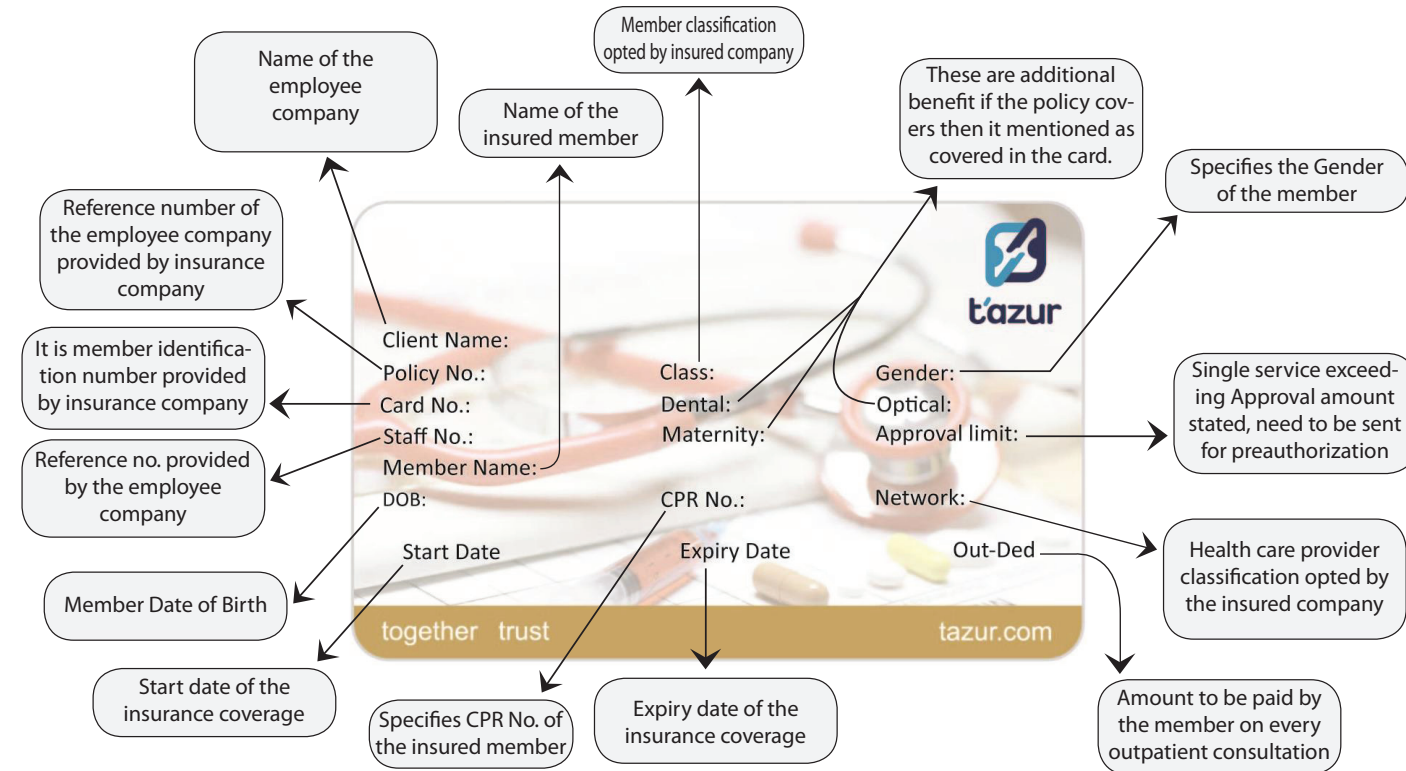 Name of the
employee
company
Member classification
opted by insured company
Name of the
insured member
These are additional
benefit if the policy cov-
ers then it mentioned as
covered in the card.
Specifies the Gender
of the member
Reference number of
the employee company
provided by insurance
company
It is member identifica-
tion number provided
by insurance company
Reference no. provided
by the employee
company
Member Date of Birth
Start date of the
insurance coverage
t'azur
Client Name:
Policy No.: Class: Gender:
Card No.: Dental: Optical:
Staff No.: Maternity: Approval limit:
Member Name:
DOB: CPR No.: Network:
Start Date Expiry Date Out-Ded
together trust tazur.com
Single service exceed-
ing Approval amount
stated, need to be sent
for preauthorization
Health care provider
classification opted by
the insured company
Specifies CPR No. of
the insured member
Expiry date of the
insurance coverage
Amount to be paid by
the member on every
outpatient consultation